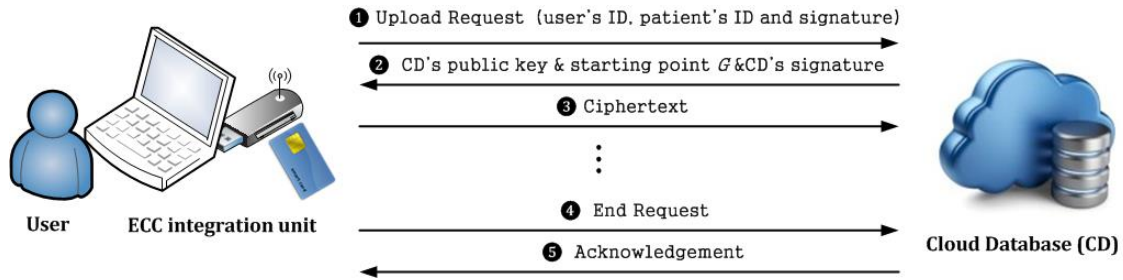 ❶ Upload Request (user's ID, patient's ID and signature)
❷ CD's public key & starting point G &CD's signature
❸ Ciphertext
❹ End Request
❺ Acknowledgement
User
ECC integration unit
Cloud Database (CD)